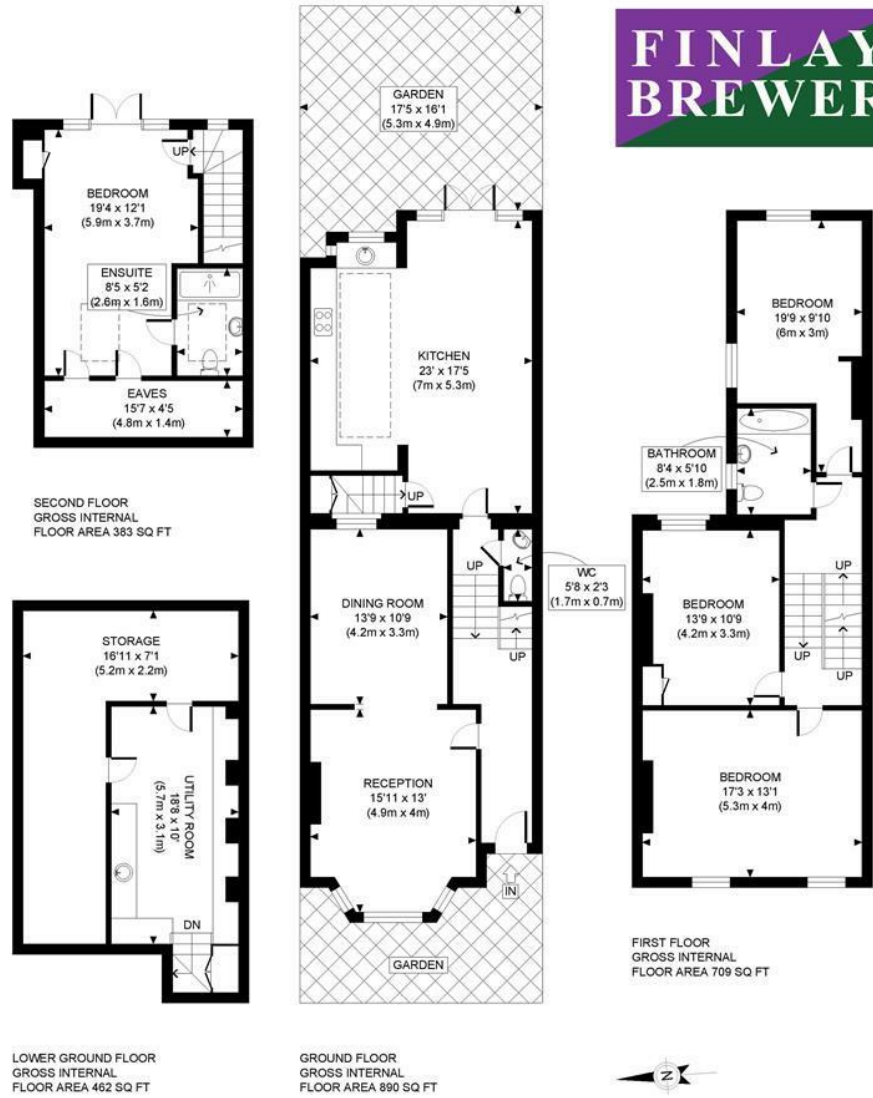 FINLAY
BREWER
GARDEN
17'5 x 16'1
(5.3m x 4.9m)
UP
BEDROOM
19'4 x 12'1
(5.9m x 3.7m)
ENSUITE
8'5 x 5'2
(2.6m x 1.6m)
EAVES
15'7 x 4'5
(4.8m x 1.4m)
SECOND FLOOR
GROSS INTERNAL
FLOOR AREA 383 SQ FT
KITCHEN
23' x 17'5
(7m x 5.3m)
UP
DINING ROOM
13'9 x 10'9
(4.2m x 3.3m)
UP
UP
WC
5'8 x 2'3
(1.7m x 0.7m)
RECEPTION
15'11 x 13'
(4.9m x 4m)
IN
GARDEN
BEDROOM
19'9 x 9'10
(6m x 3m)
BATHROOM
8'4 x 5'10
(2.5m x 1.8m)
UP
UP
UP
BEDROOM
13'9 x 10'9
(4.2m x 3.3m)
BEDROOM
17'3 x 13'1
(5.3m x 4m)
FIRST FLOOR
GROSS INTERNAL
FLOOR AREA 709 SQ FT
STORAGE
16'11 x 7'1
(5.2m x 2.2m)
UTILITY ROOM
18'8 x 10'
(5.7m x 3.1m)
DN
LOWER GROUND FLOOR
GROSS INTERNAL
FLOOR AREA 462 SQ FT
GROUND FLOOR
GROSS INTERNAL
FLOOR AREA 890 SQ FT
N